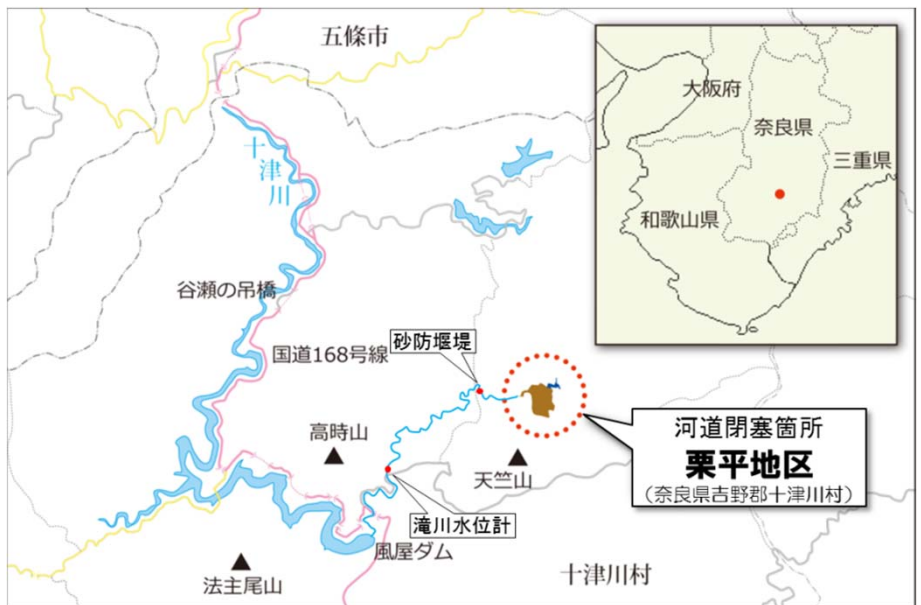 五條市
十津川
谷瀬の吊橋
国道168号線
砂防堰堤
高時山
天竺山
滝川水位計
風屋ダム
法主尾山
十津川村
河道閉塞箇所
栗平地区
（奈良県吉野郡十津川村）
大阪府
奈良県
三重県
和歌山県